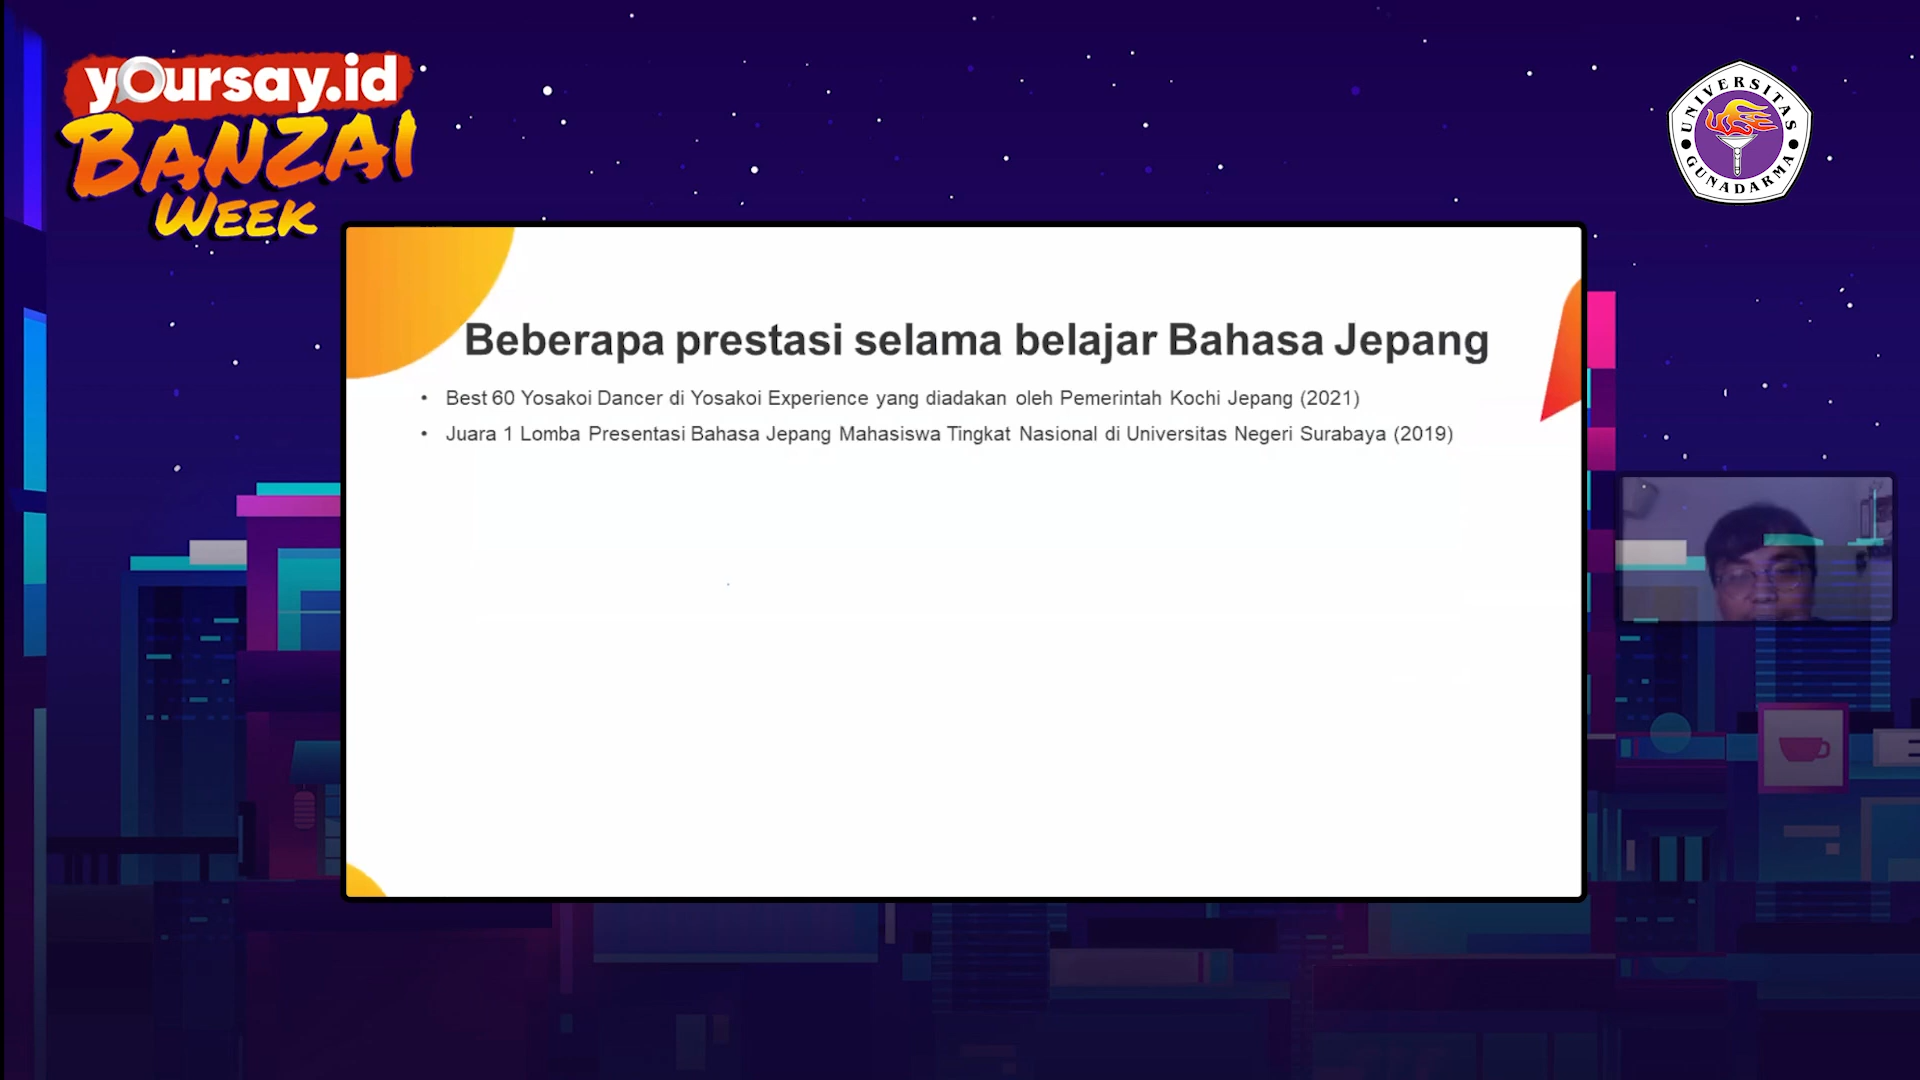 yoursay.id
BANZAI
WEEK
UNIVERSITAS
GUNADARMA
Beberapa prestasi selama belajar Bahasa Jepang
• Best 60 Yosakoi Dancer di Yosakoi Experience yang diadakan oleh Pemerintah Kochi Jepang (2021)
• Juara 1 Lomba Presentasi Bahasa Jepang Mahasiswa Tingkat Nasional di Universitas Negeri Surabaya (2019)